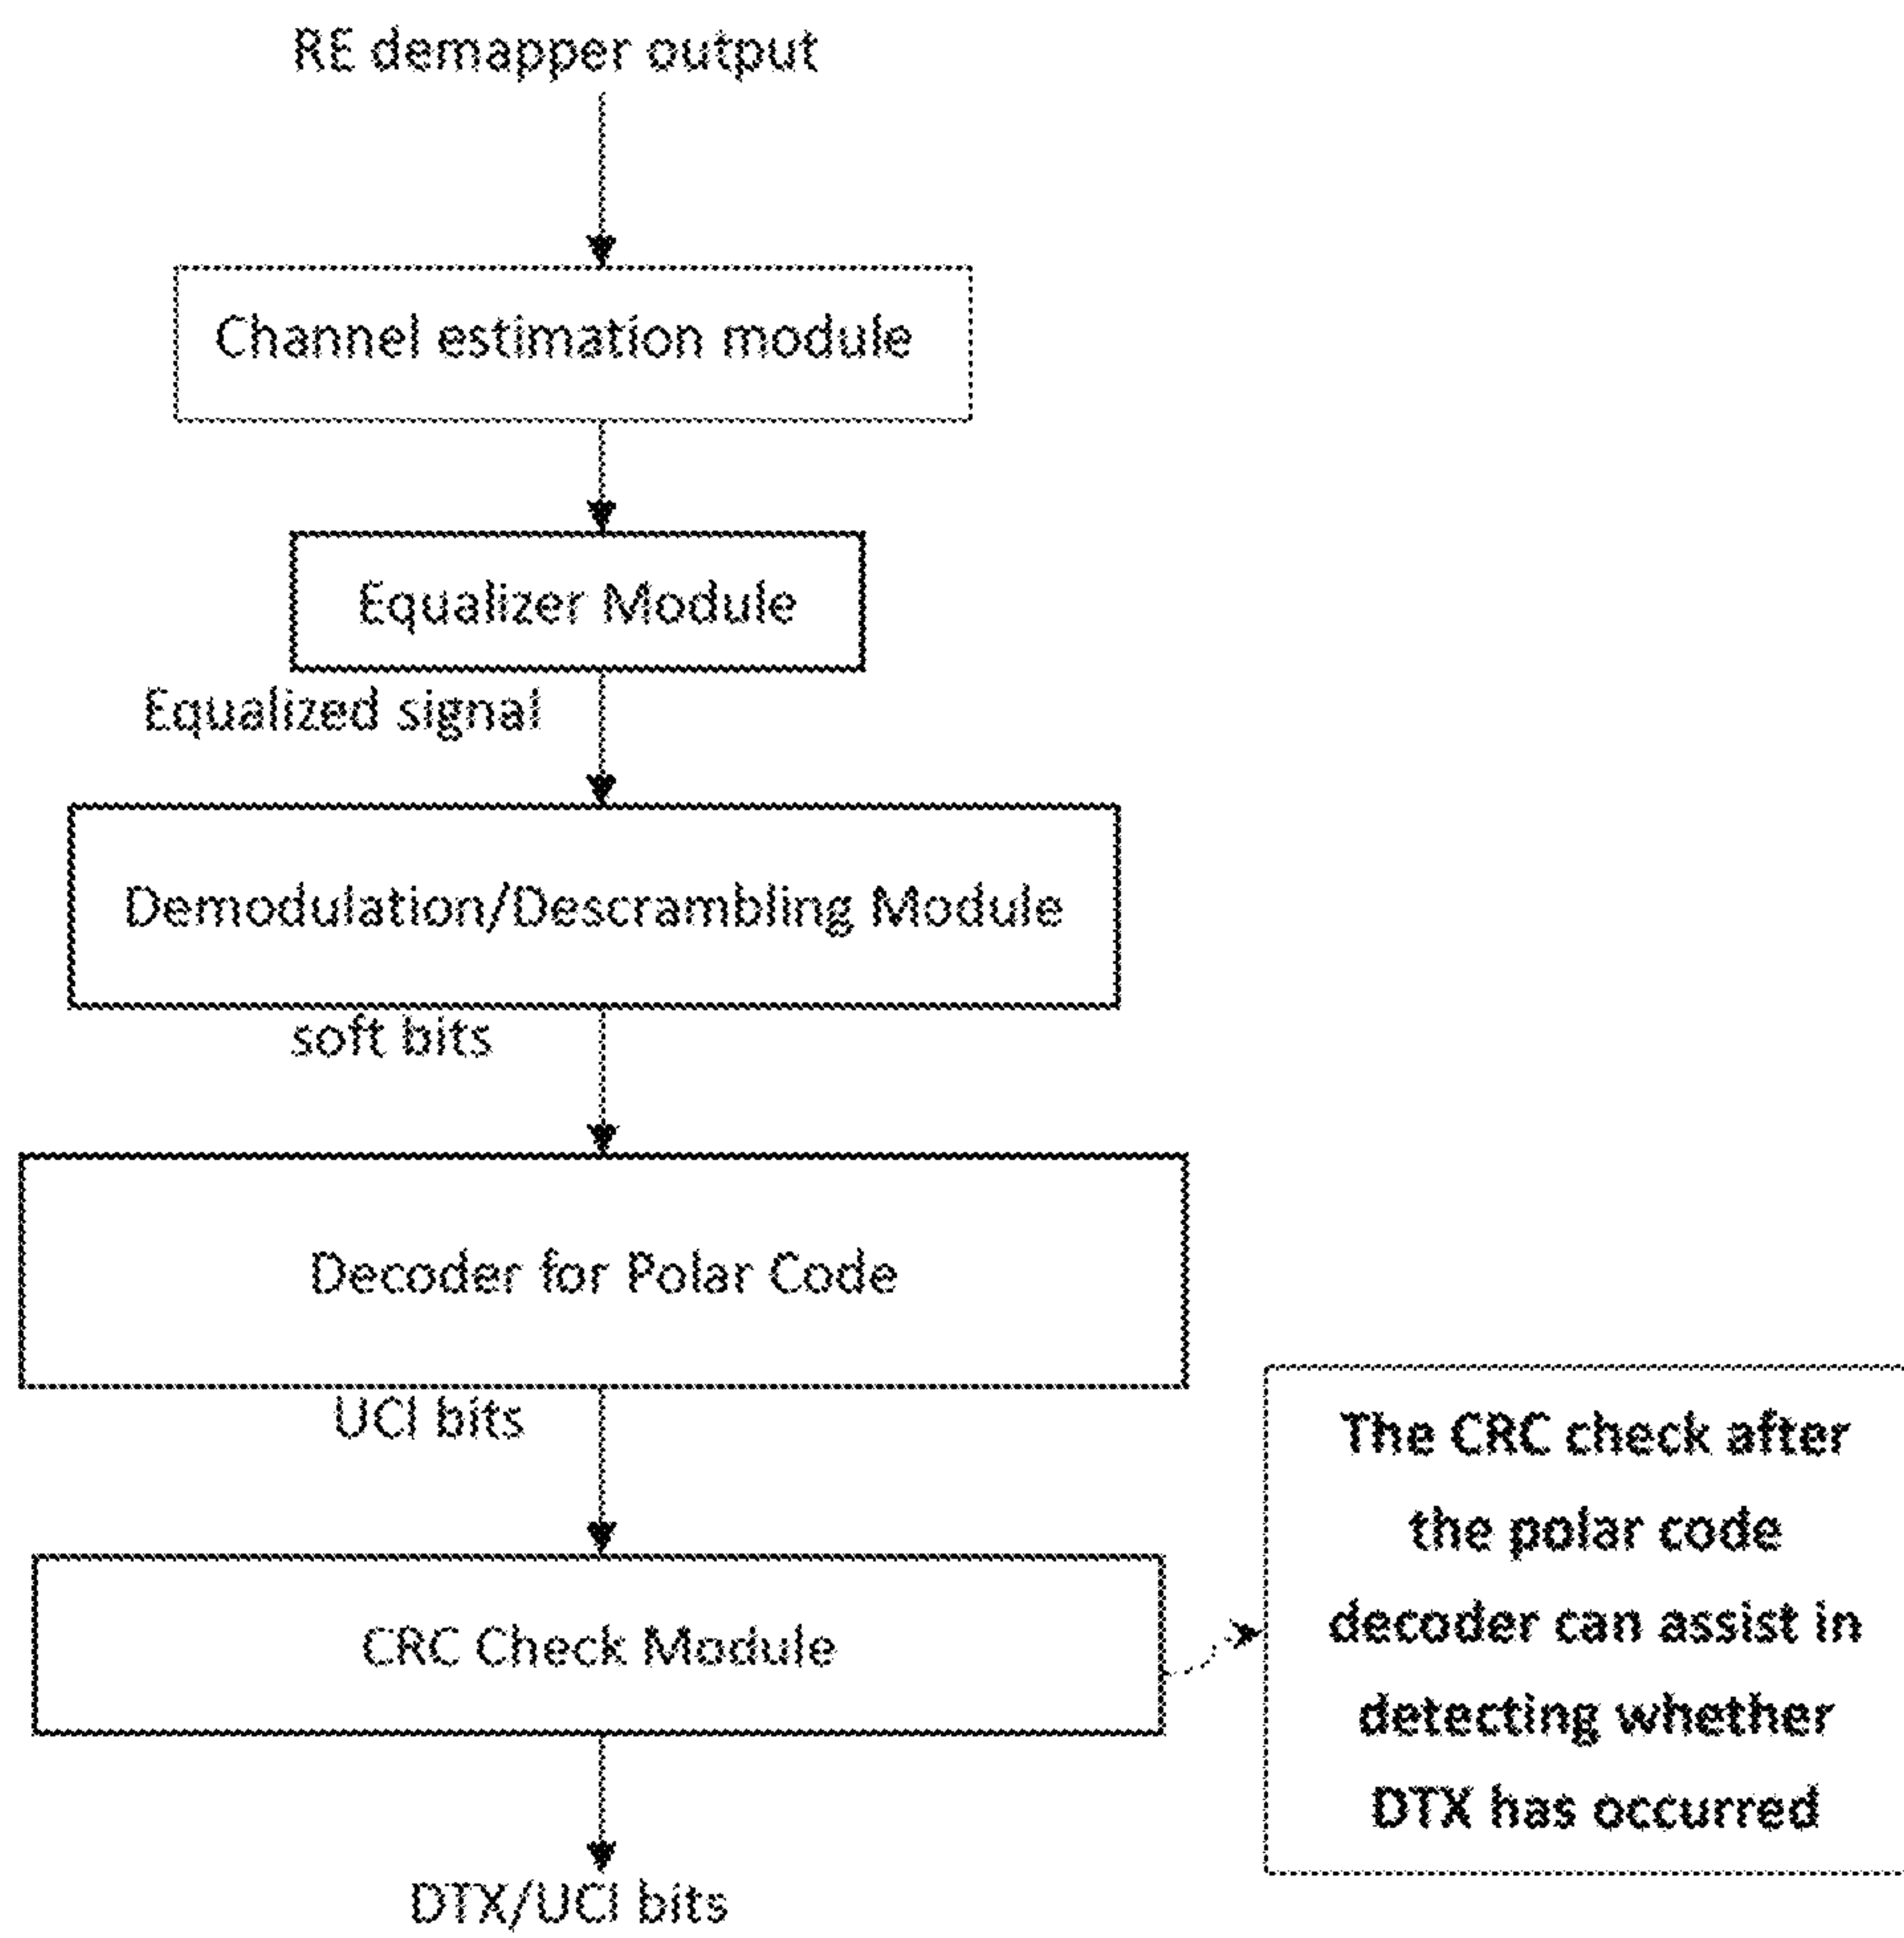 RE demapper output
Channel estimation module
Equalizer Module
Equalized signal
Demodulation/Descrambling Module
soft bits
Decoder for Polar Code
UCI bits
CRC Check Module
The CRC check after
the polar code
decoder can assist in
detecting whether
DTX has occurred
DTX/UCI bits